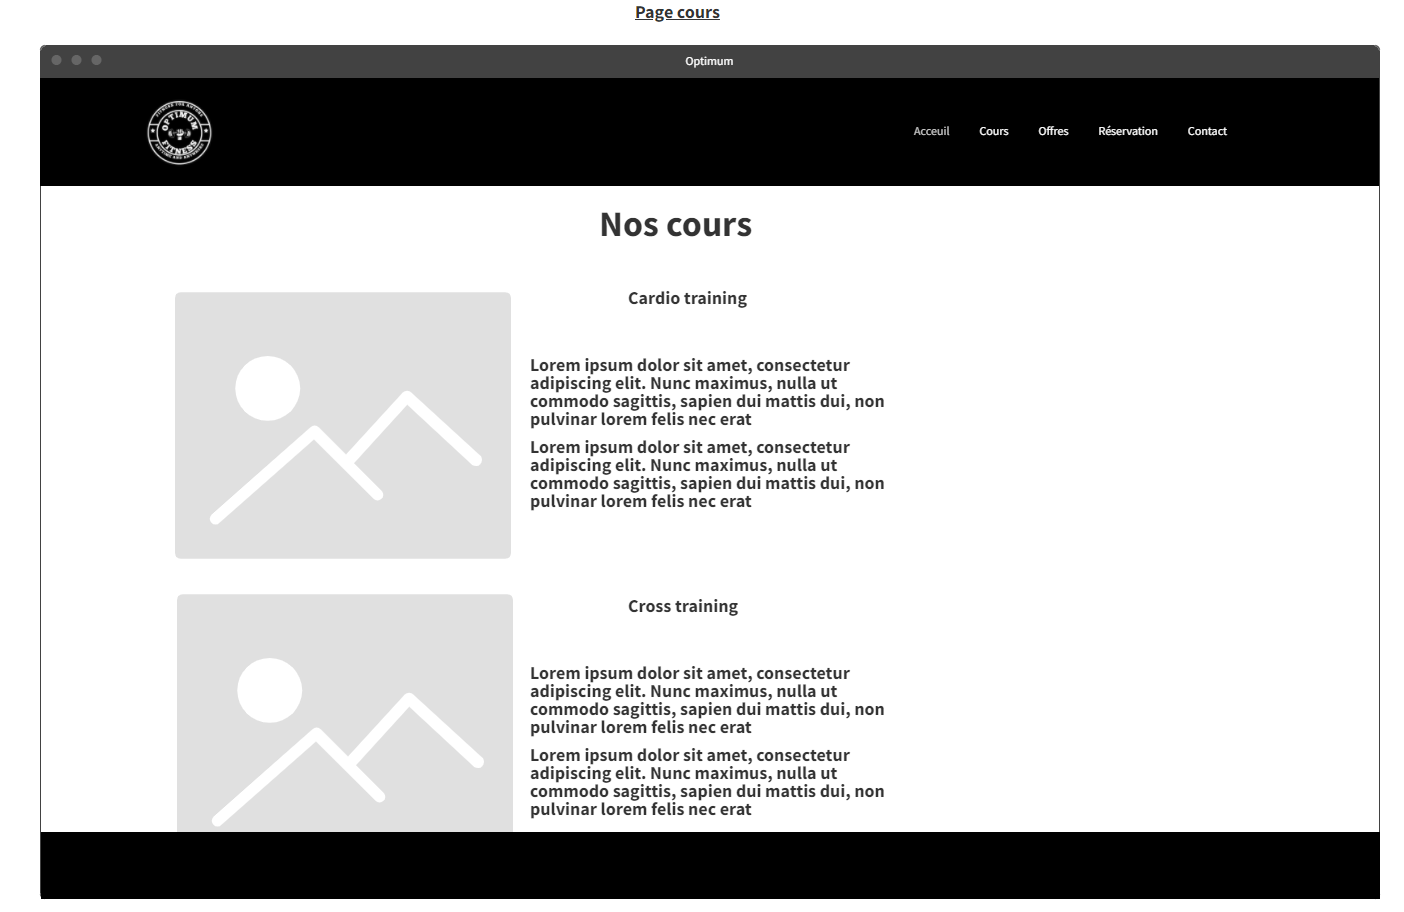 Page cours
Optimum
OPTIMUM
FITNESS
Acceuil Cours Offres Réservation Contact
Nos cours
Cardio training
Lorem ipsum dolor sit amet, consectetur
adipiscing elit. Nunc maximus, nulla ut
commodo sagittis, sapien dui mattis dui, non
pulvinar lorem felis nec erat
Lorem ipsum dolor sit amet, consectetur
adipiscing elit. Nunc maximus, nulla ut
commodo sagittis, sapien dui mattis dui, non
pulvinar lorem felis nec erat
Cross training
Lorem ipsum dolor sit amet, consectetur
adipiscing elit. Nunc maximus, nulla ut
commodo sagittis, sapien dui mattis dui, non
pulvinar lorem felis nec erat
Lorem ipsum dolor sit amet, consectetur
adipiscing elit. Nunc maximus, nulla ut
commodo sagittis, sapien dui mattis dui, non
pulvinar lorem felis nec erat